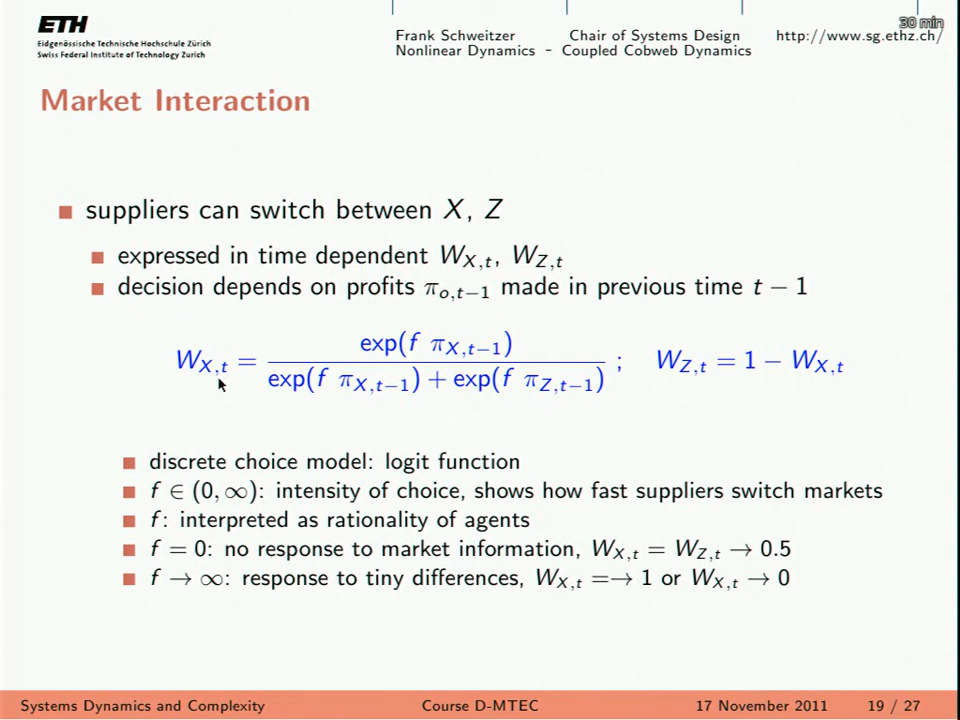 ETH
Eidgenössische Technische Hochschule Zürich
Swiss Federal Institute of Technology Zurich
Frank Schweitzer Chair of Systems Design http://www.sg.ethz.ch/
Nonlinear Dynamics - Coupled Cobweb Dynamics
30 min
Market Interaction
suppliers can switch between X, Z
expressed in time dependent W_{X,t}, W_{Z,t}
decision depends on profits π_{o,t−1} made in previous time t − 1
W_{X,t} = exp(f π_{X,t−1}) / (exp(f π_{X,t−1}) + exp(f π_{Z,t−1})) ; W_{Z,t} = 1 − W_{X,t}
discrete choice model: logit function
f ∈ (0, ∞): intensity of choice, shows how fast suppliers switch markets
f: interpreted as rationality of agents
f = 0: no response to market information, W_{X,t} = W_{Z,t} → 0.5
f → ∞: response to tiny differences, W_{X,t} =→ 1 or W_{X,t} → 0
Systems Dynamics and Complexity Course D-MTEC 17 November 2011 19 / 27